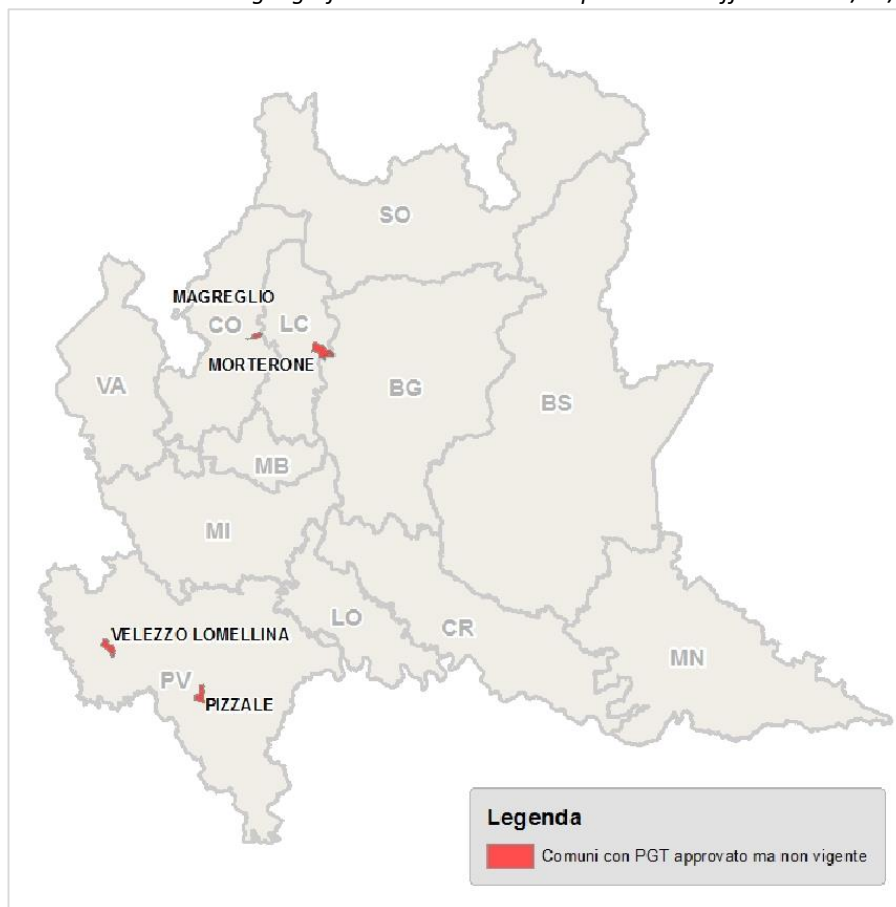 SO
MAGREGLIO
CO
LC
MORTERONE
VA
BG
BS
MB
MI
VELEZZO LOMELLINA
LO
CR
MN
PV
PIZZALE
Legenda
Comuni con PGT approvato ma non vigente